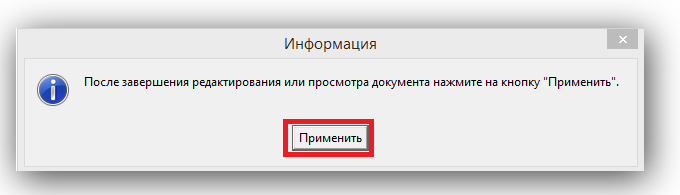 Информация
После завершения редактирования или просмотра документа нажмите на кнопку "Применить".
Применить